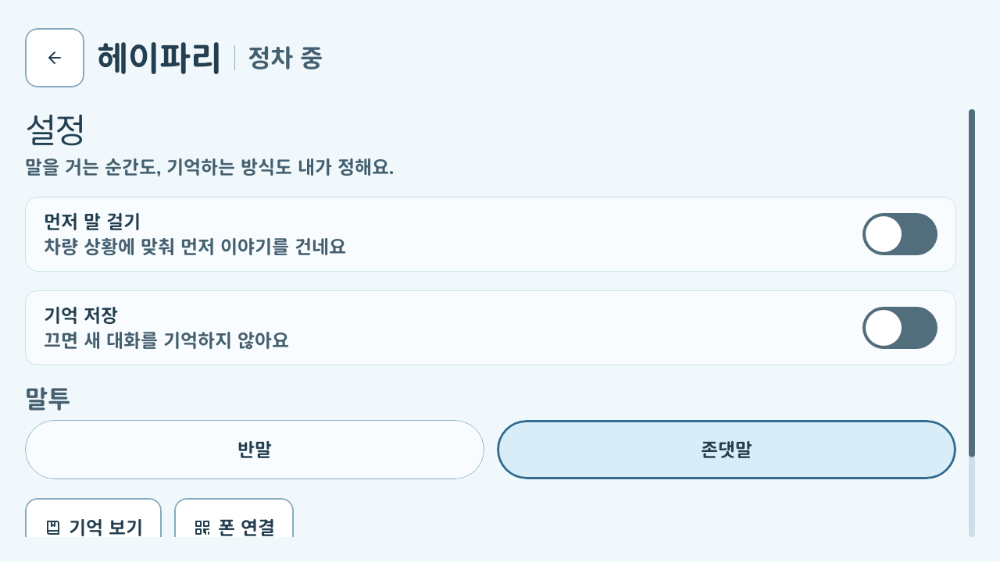 헤이파리
정차 중
설정
말을 거는 순간도, 기억하는 방식도 내가 정해요.
먼저 말 걸기
차량 상황에 맞춰 먼저 이야기를 건네요
기억 저장
끄면 새 대화를 기억하지 않아요
말투
반말
존댓말
기억 보기
폰 연결